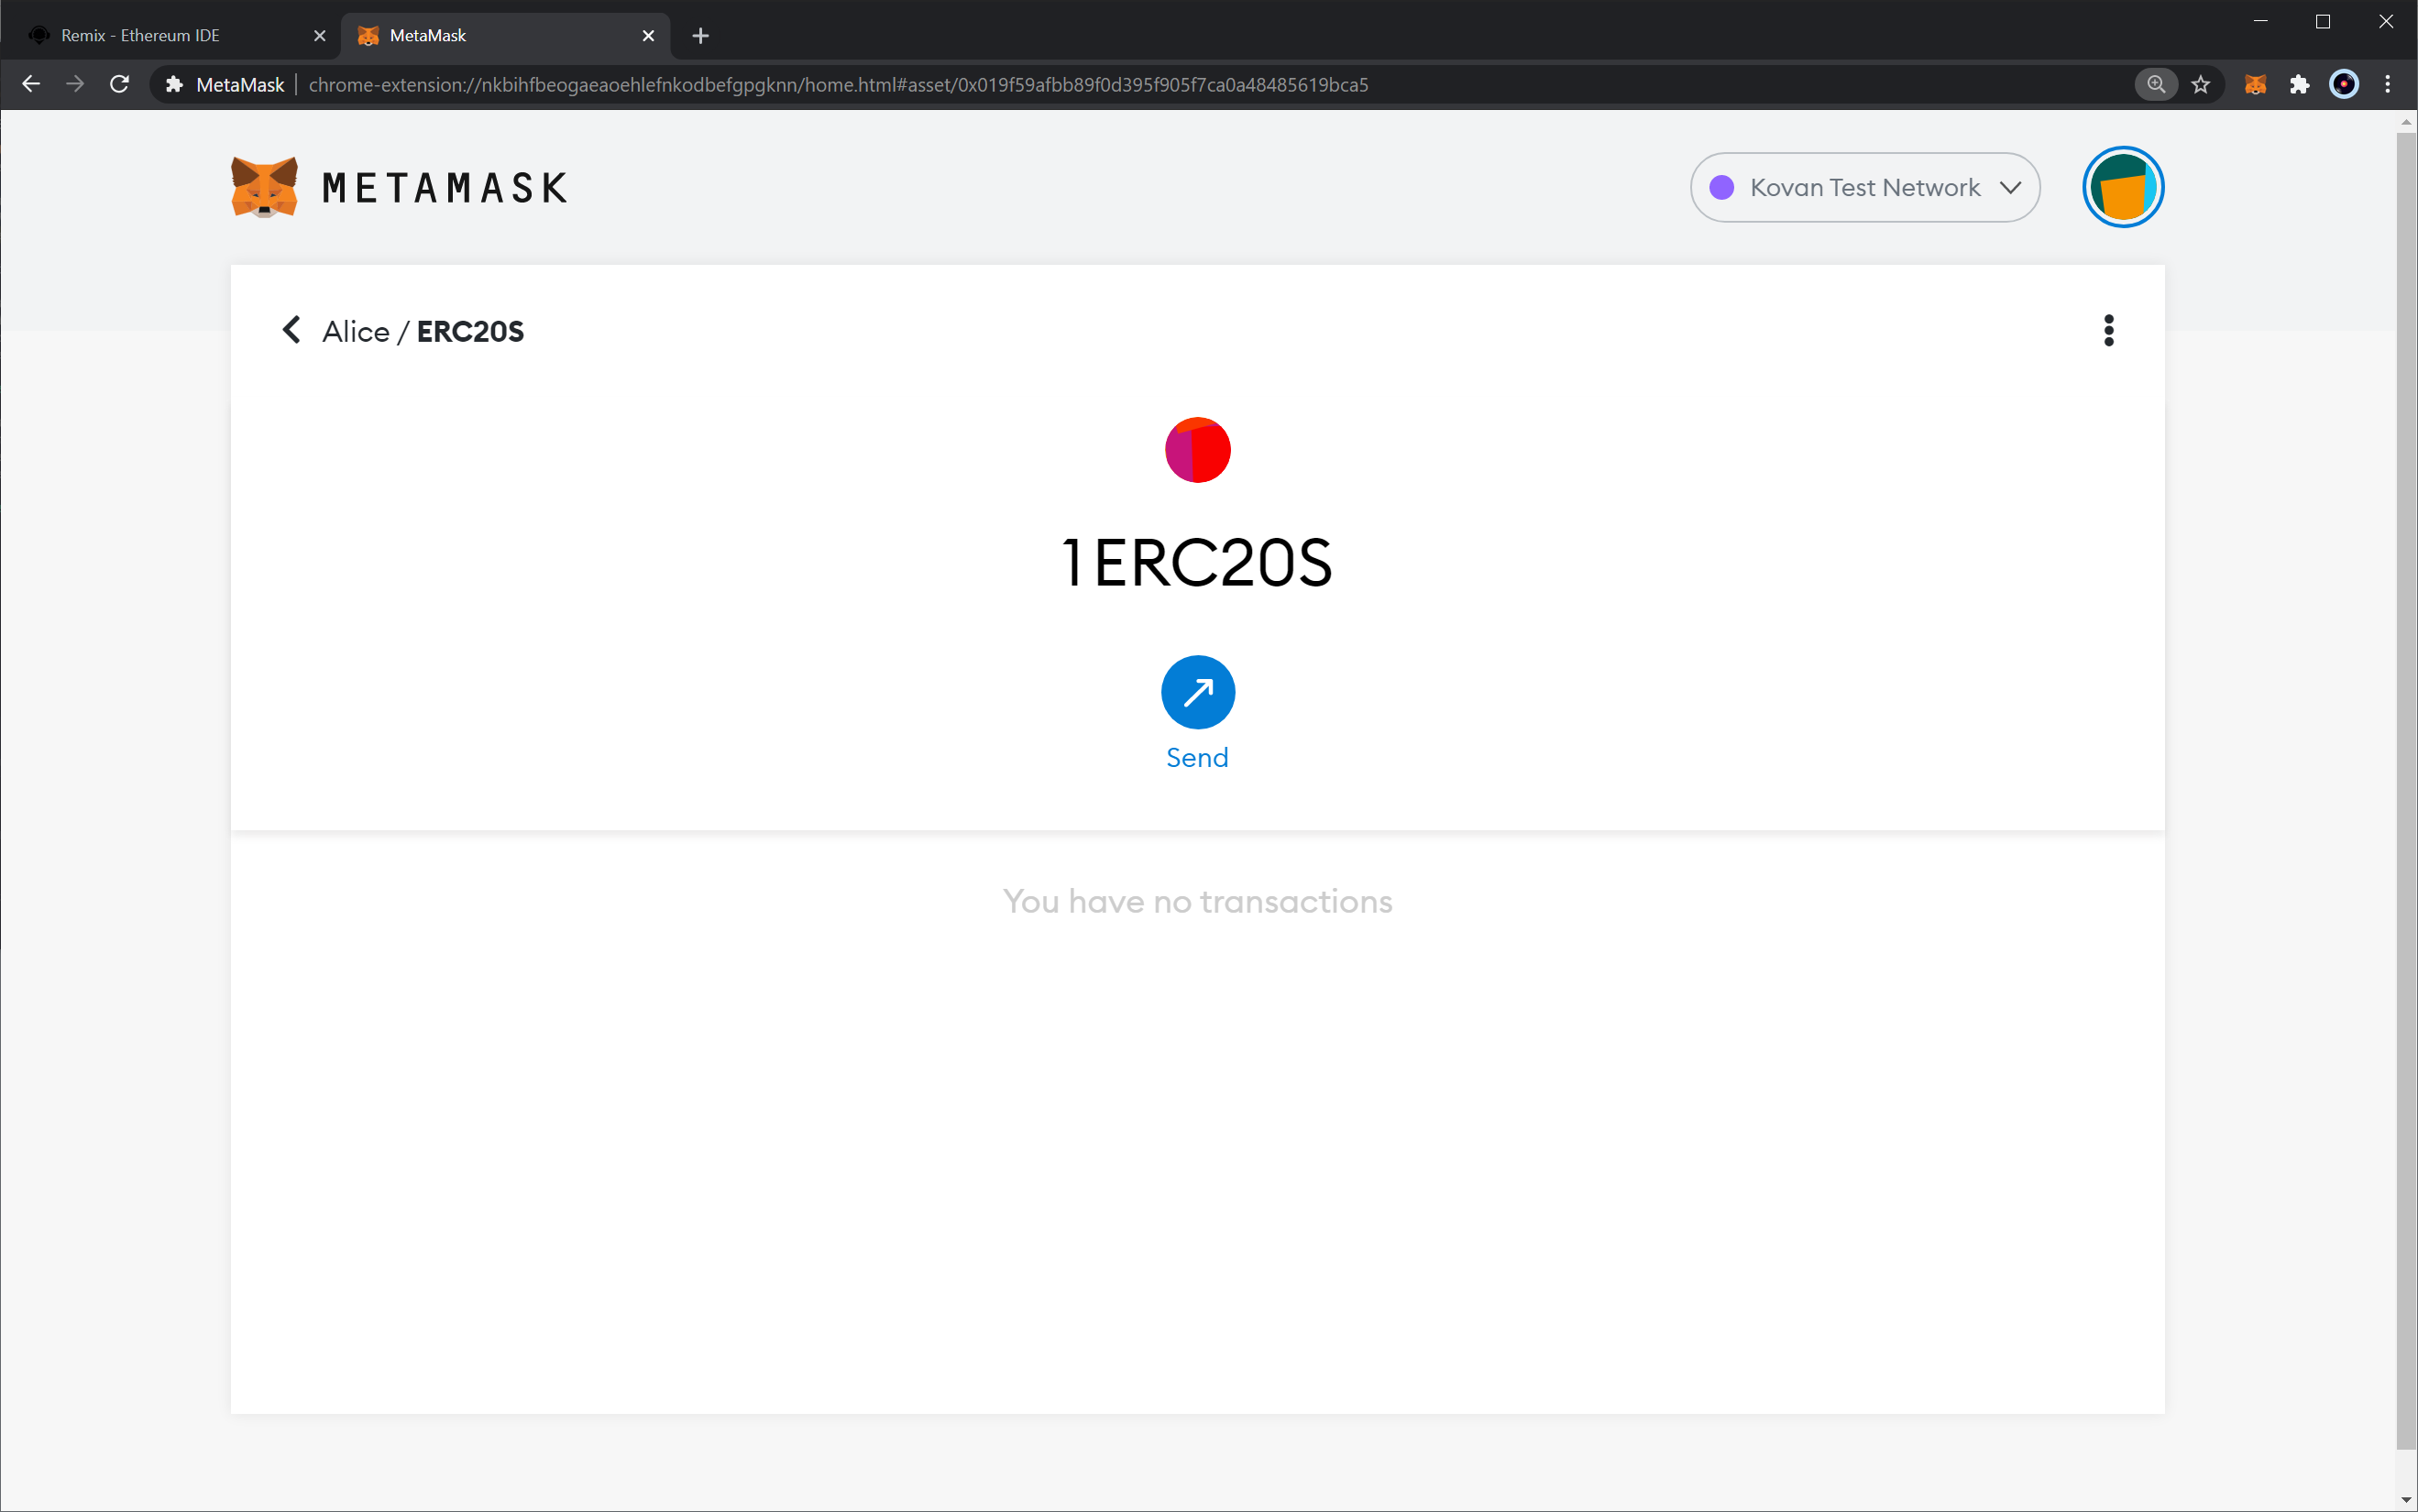 Remix - Ethereum IDE
MetaMask
MetaMask
chrome-extension://nkbihfbeogaeaoehlefnkodbefgpgknn/home.html#asset/0x019f59afbb89f0d395f905f7ca0a48485619bca5
METAMASK
Kovan Test Network
Alice / ERC20S
1 ERC20S
Send
You have no transactions